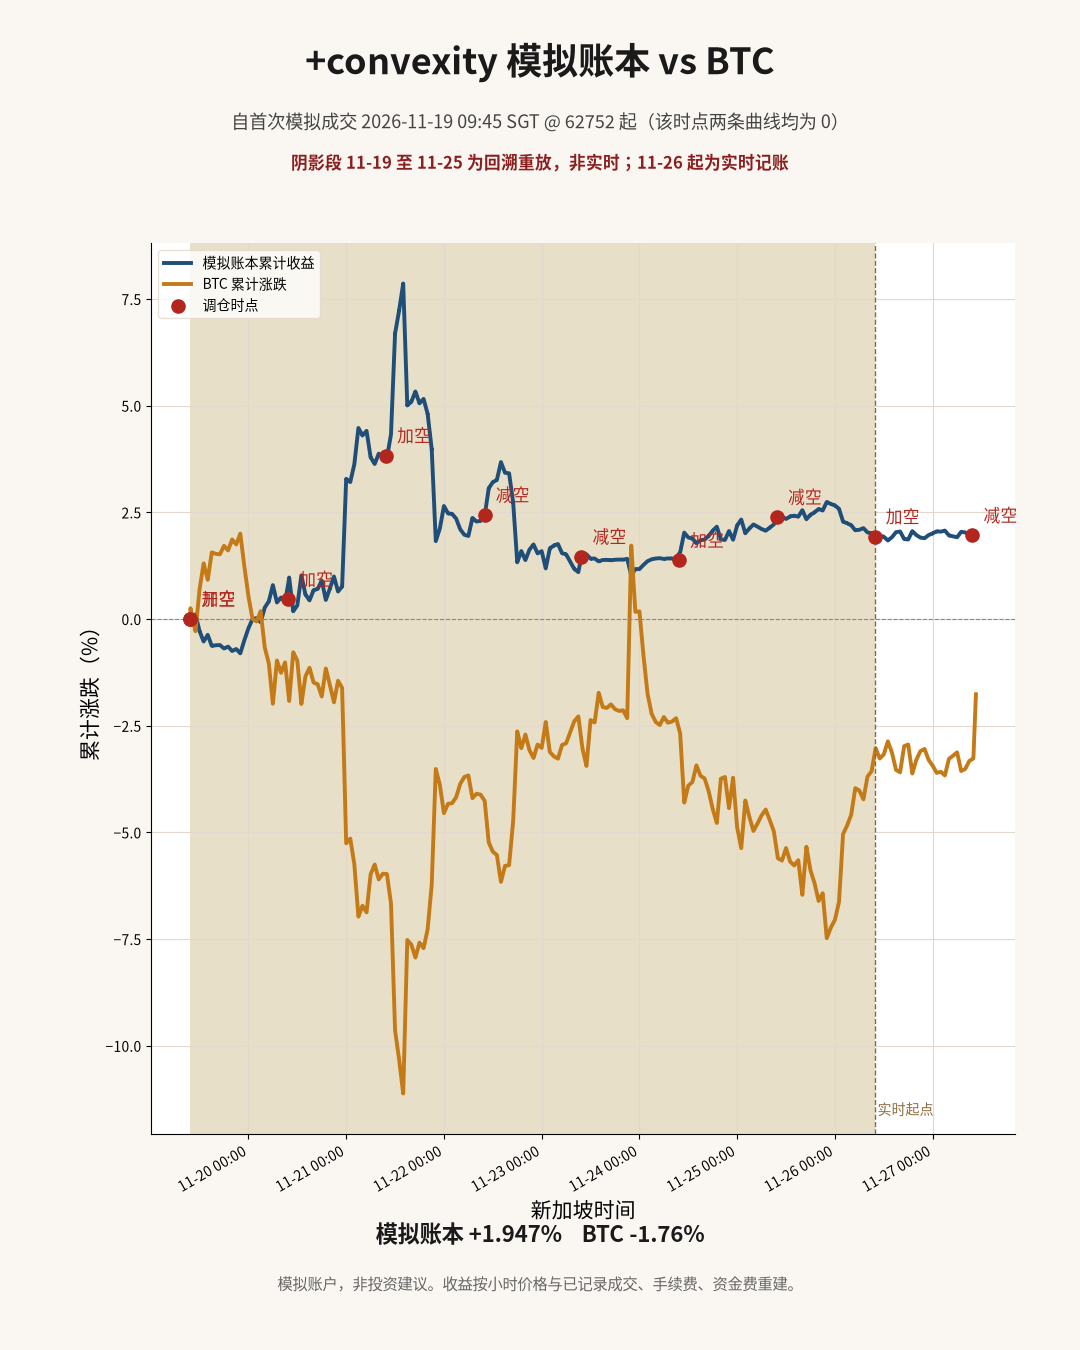 +convexity 模拟账本 vs BTC
自首次模拟成交 2026-11-19 09:45 SGT @ 62752 起（该时点两条曲线均为 0）
阴影段 11-19 至 11-25 为回溯重放，非实时；11-26 起为实时记账
模拟账本累计收益
BTC 累计涨跌
调仓时点
7.5
5.0
2.5
0.0
−2.5
−5.0
−7.5
−10.0
累计涨跌（%）
加空
加空
减空
减空
加空
减空
加空
减空
实时起点
11-20 00:00
11-21 00:00
11-22 00:00
11-23 00:00
11-24 00:00
11-25 00:00
11-26 00:00
11-27 00:00
新加坡时间
模拟账本 +1.947% BTC -1.76%
模拟账户，非投资建议。收益按小时价格与已记录成交、手续费、资金费重建。